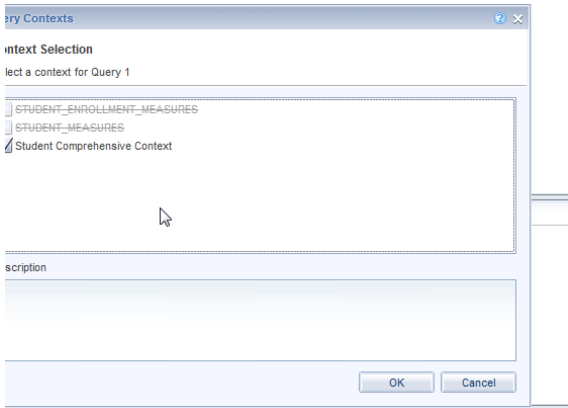 ery Contexts
ontext Selection
lect a context for Query 1
STUDENT_ENROLLMENT_MEASURES
STUDENT_MEASURES
Student Comprehensive Context
scription
OK
Cancel